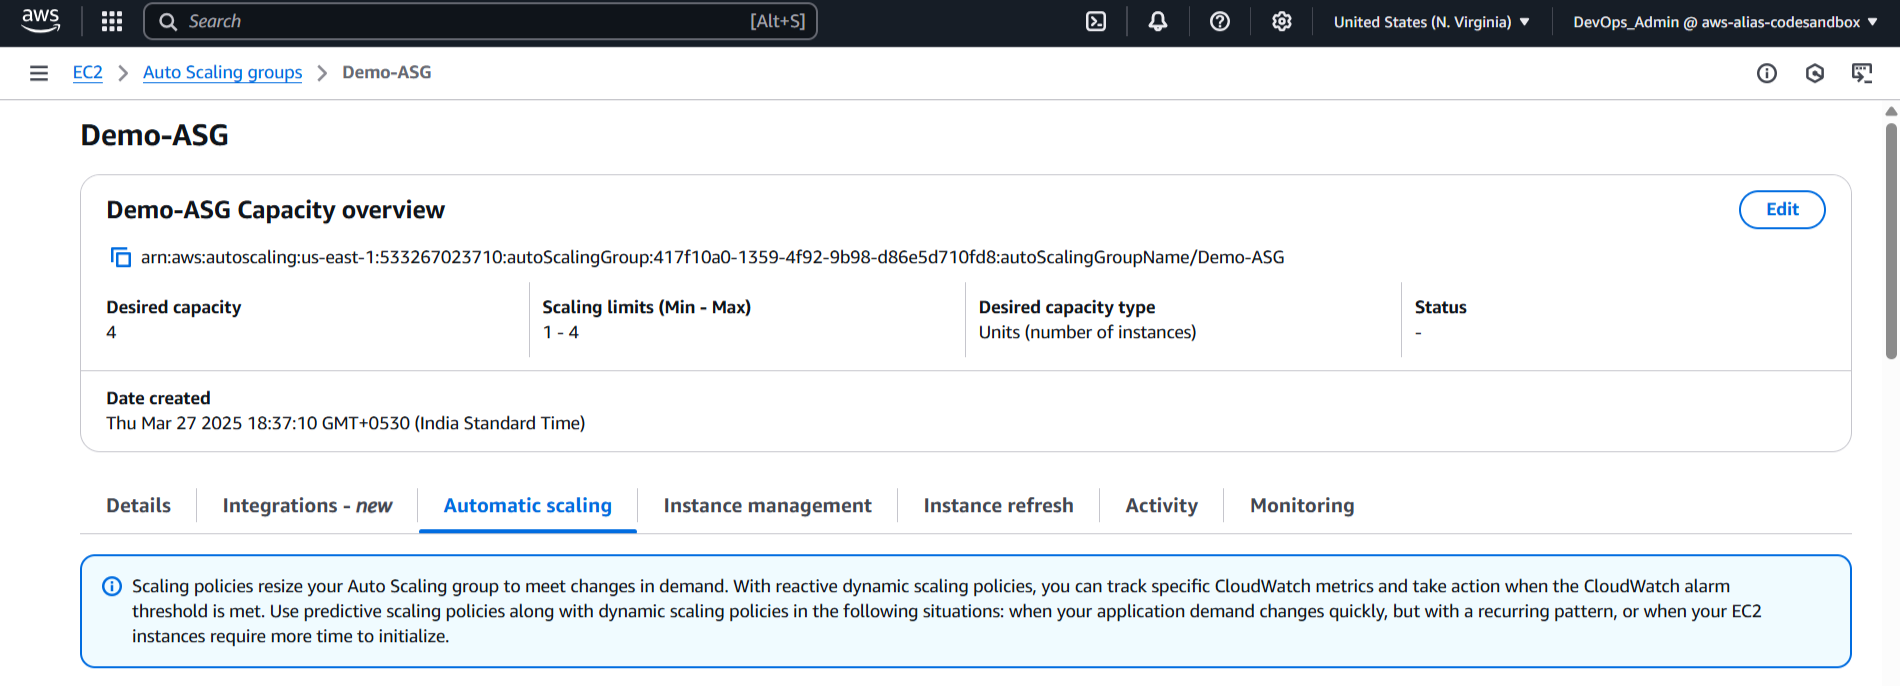 aws
Search
[Alt+S]
United States (N. Virginia)
DevOps_Admin @ aws-alias-codesandbox
EC2
Auto Scaling groups
Demo-ASG
Demo-ASG
Demo-ASG Capacity overview
Edit
arn:aws:autoscaling:us-east-1:533267023710:autoScalingGroup:417f10a0-1359-4f92-9b98-d86e5d710fd8:autoScalingGroupName/Demo-ASG
Desired capacity
4
Scaling limits (Min - Max)
1 - 4
Desired capacity type
Units (number of instances)
Status
-
Date created
Thu Mar 27 2025 18:37:10 GMT+0530 (India Standard Time)
Details
Integrations - new
Automatic scaling
Instance management
Instance refresh
Activity
Monitoring
Scaling policies resize your Auto Scaling group to meet changes in demand. With reactive dynamic scaling policies, you can track specific CloudWatch metrics and take action when the CloudWatch alarm
threshold is met. Use predictive scaling policies along with dynamic scaling policies in the following situations: when your application demand changes quickly, but with a recurring pattern, or when your EC2
instances require more time to initialize.